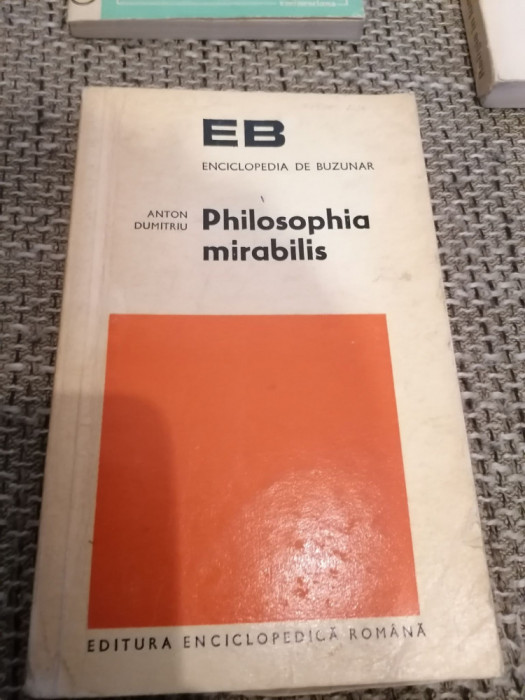 EB
ENCICLOPEDIA DE BUZUNAR
ANTON
DUMITRIU
Philosophia
mirabilis
EDITURA ENCICLOPEDICĂ ROMÂNĂ